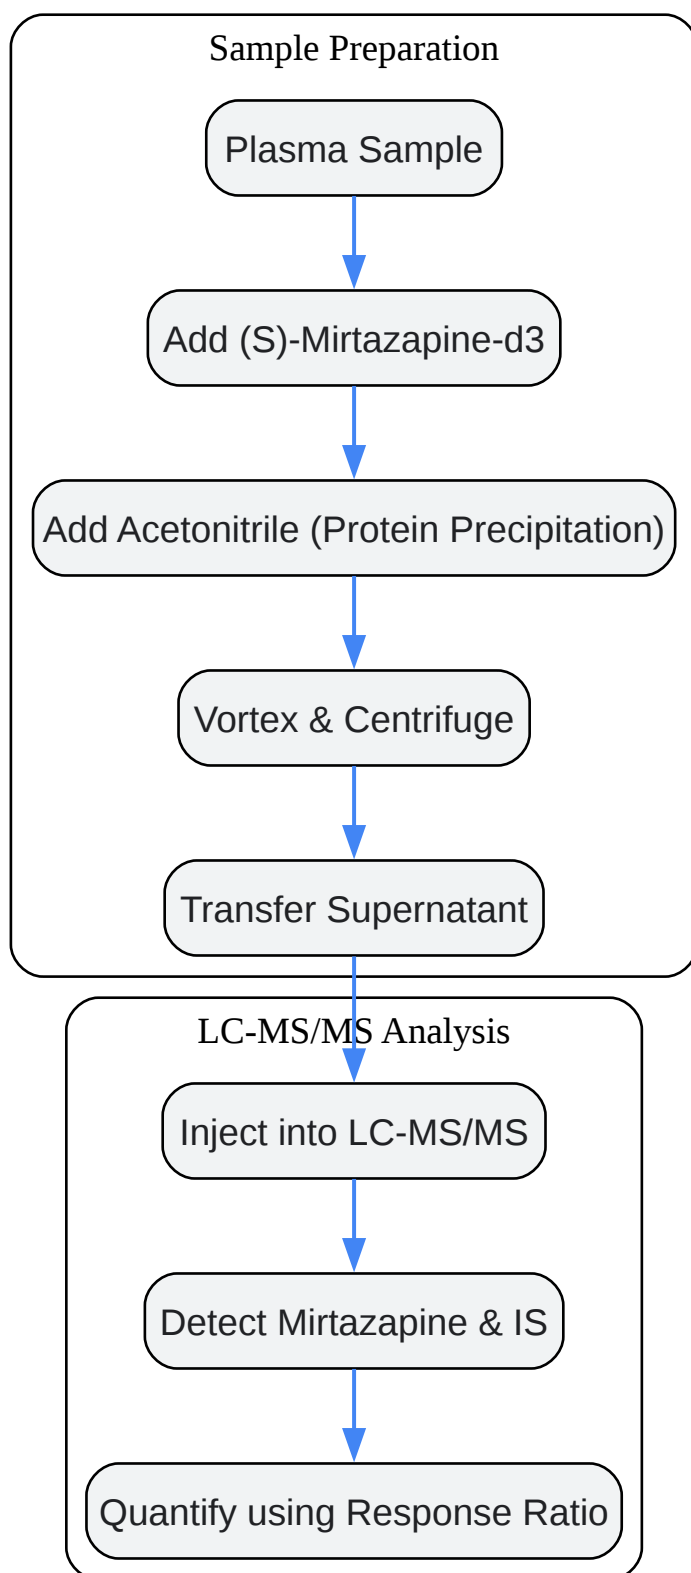 Sample Preparation
Plasma Sample
Add (S)-Mirtazapine-d3
Add Acetonitrile (Protein Precipitation)
Vortex & Centrifuge
Transfer Supernatant
LC-MS/MS Analysis
Inject into LC-MS/MS
Detect Mirtazapine & IS
Quantify using Response Ratio